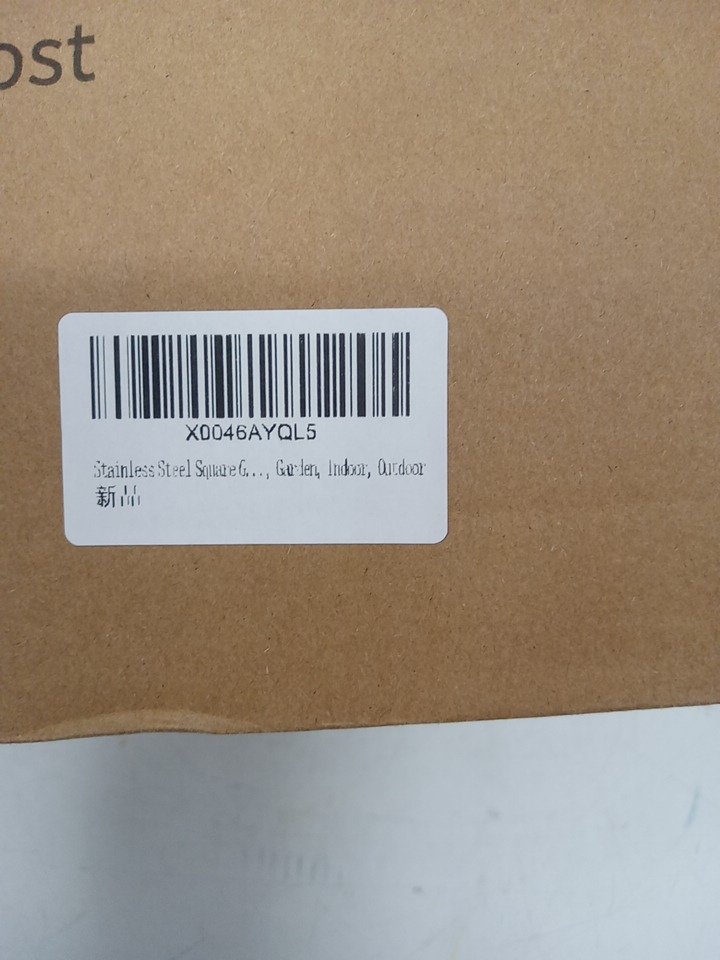 ost
X0046AYQL5
Stainless Steel Square G..., Garden, Indoor, Outdoor
新品